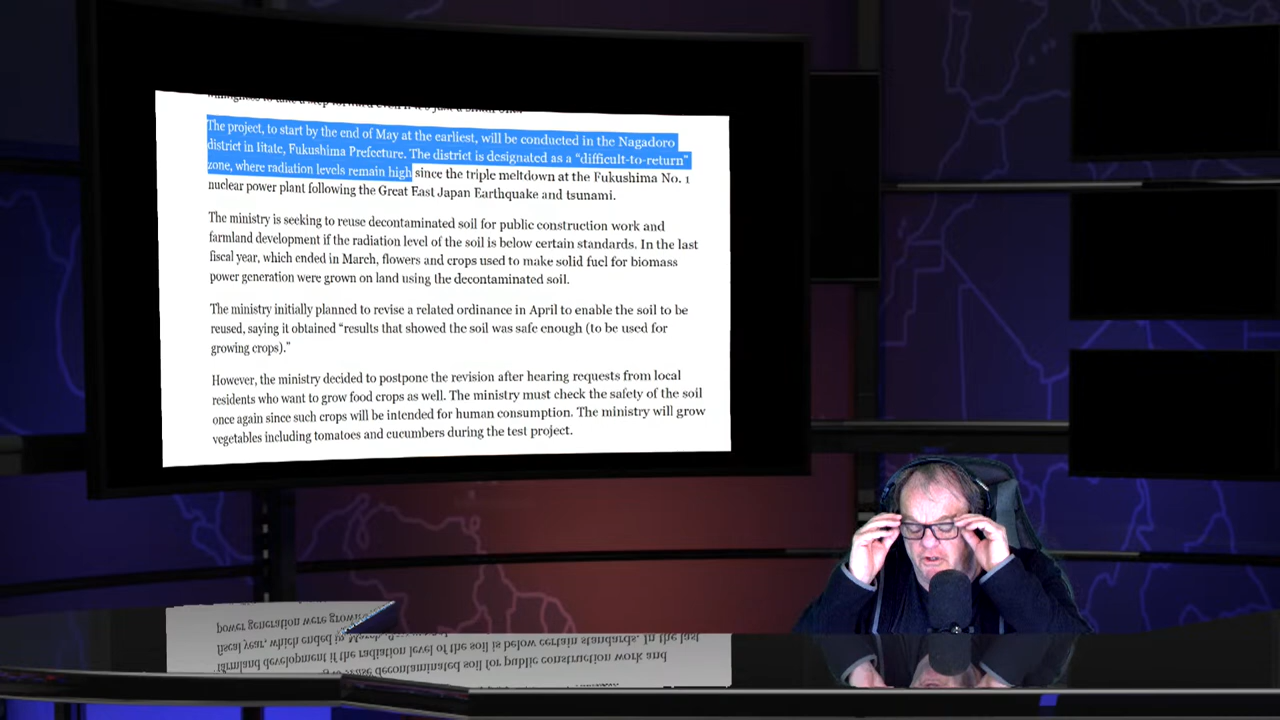 The project, to start by the end of May at the earliest, will be conducted in the Nagadoro
district in Iitate, Fukushima Prefecture. The district is designated as a “difficult-to-return”
zone, where radiation levels remain high since the triple meltdown at the Fukushima No. 1
nuclear power plant following the Great East Japan Earthquake and tsunami.
The ministry is seeking to reuse decontaminated soil for public construction work and
farmland development if the radiation level of the soil is below certain standards. In the last
fiscal year, which ended in March, flowers and crops used to make solid fuel for biomass
power generation were grown on land using the decontaminated soil.
The ministry initially planned to revise a related ordinance in April to enable the soil to be
reused, saying it obtained “results that showed the soil was safe enough (to be used for
growing crops).”
However, the ministry decided to postpone the revision after hearing requests from local
residents who want to grow food crops as well. The ministry must check the safety of the soil
once again since such crops will be intended for human consumption. The ministry will grow
vegetables including tomatoes and cucumbers during the test project.